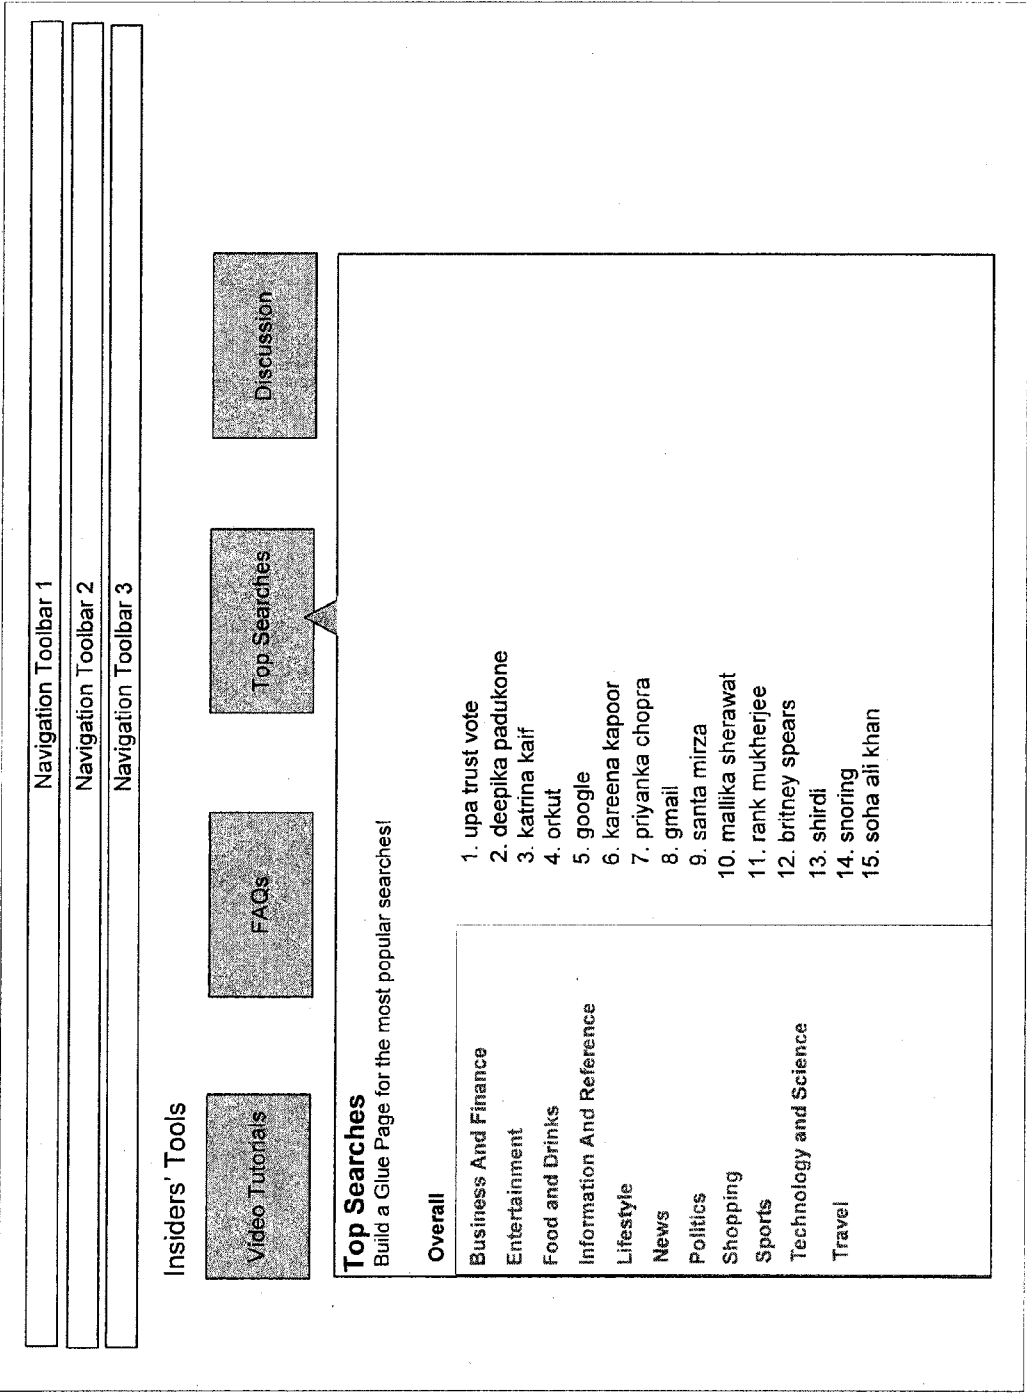 Navigation Toolbar 1
Navigation Toolbar 2
Navigation Toolbar 3
Insiders' Tools
Video Tutorials
FAQs
Top Searches
Discussion
Top Searches
Build a Glue Page for the most popular searches!
Overall
Business And Finance
Entertainment
Food and Drinks
Information And Reference
Lifestyle
News
Politics
Shopping
Sports
Technology and Science
Travel
1. upa trust vote
2. deepika padukone
3. katrina kaif
4. orkut
5. google
6. kareena kapoor
7. priyanka chopra
8. gmail
9. santa mirza
10. mallika sherawat
11. rank mukherjee
12. britney spears
13. shirdi
14. snoring
15. soha ali khan